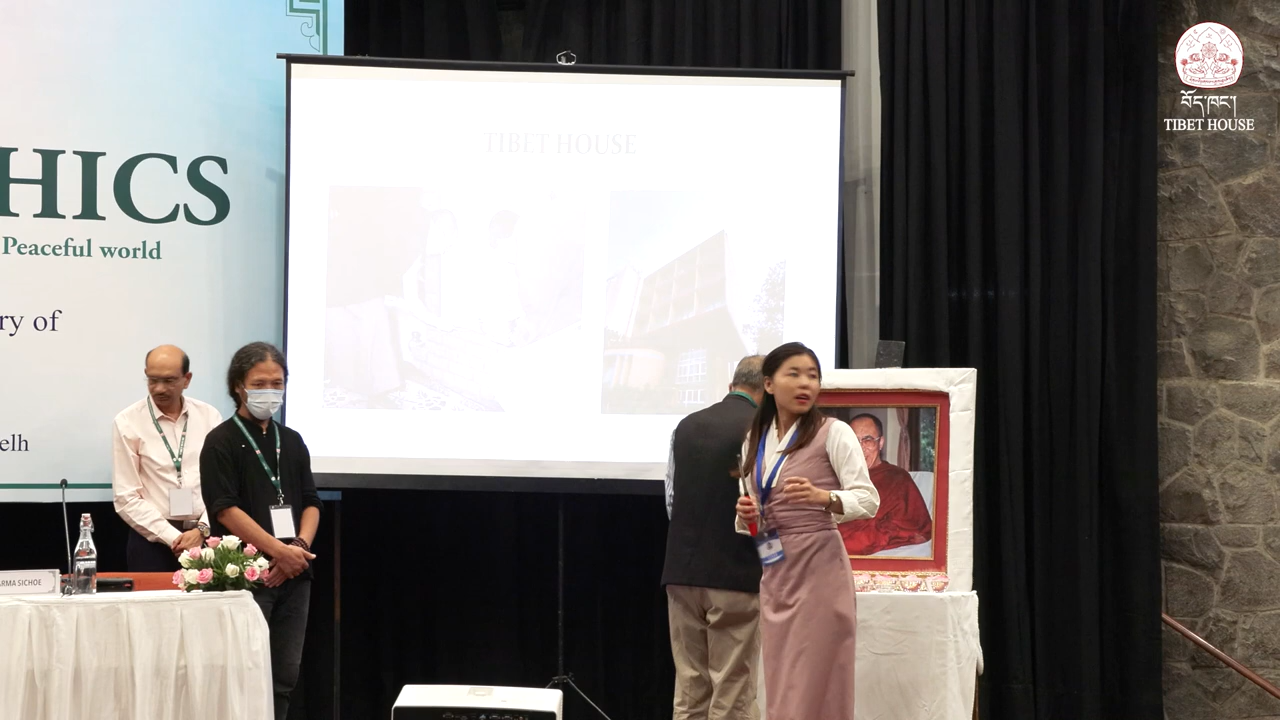 HICS
Peaceful world
ry of
elh
ARMA SICHOE
TIBET HOUSE
བོད་ཁང་།
TIBET HOUSE